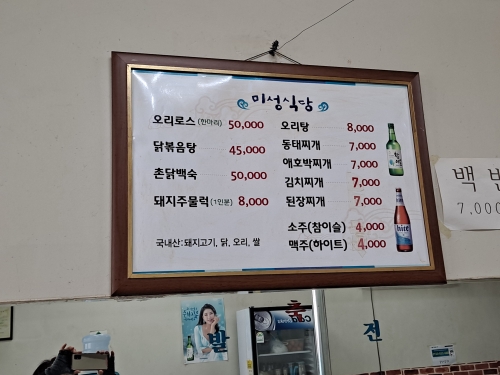 미성식당
오리로스 (한마리) 50,000
닭볶음탕 45,000
촌닭백숙 50,000
돼지주물럭 (1인분) 8,000
국내산: 돼지고기, 닭, 오리, 쌀
오리탕 8,000
동태찌개 7,000
애호박찌개 7,000
김치찌개 7,000
된장찌개 7,000
소주(참이슬) 4,000
맥주(하이트) 4,000
hite
백 반
7,000
발
전